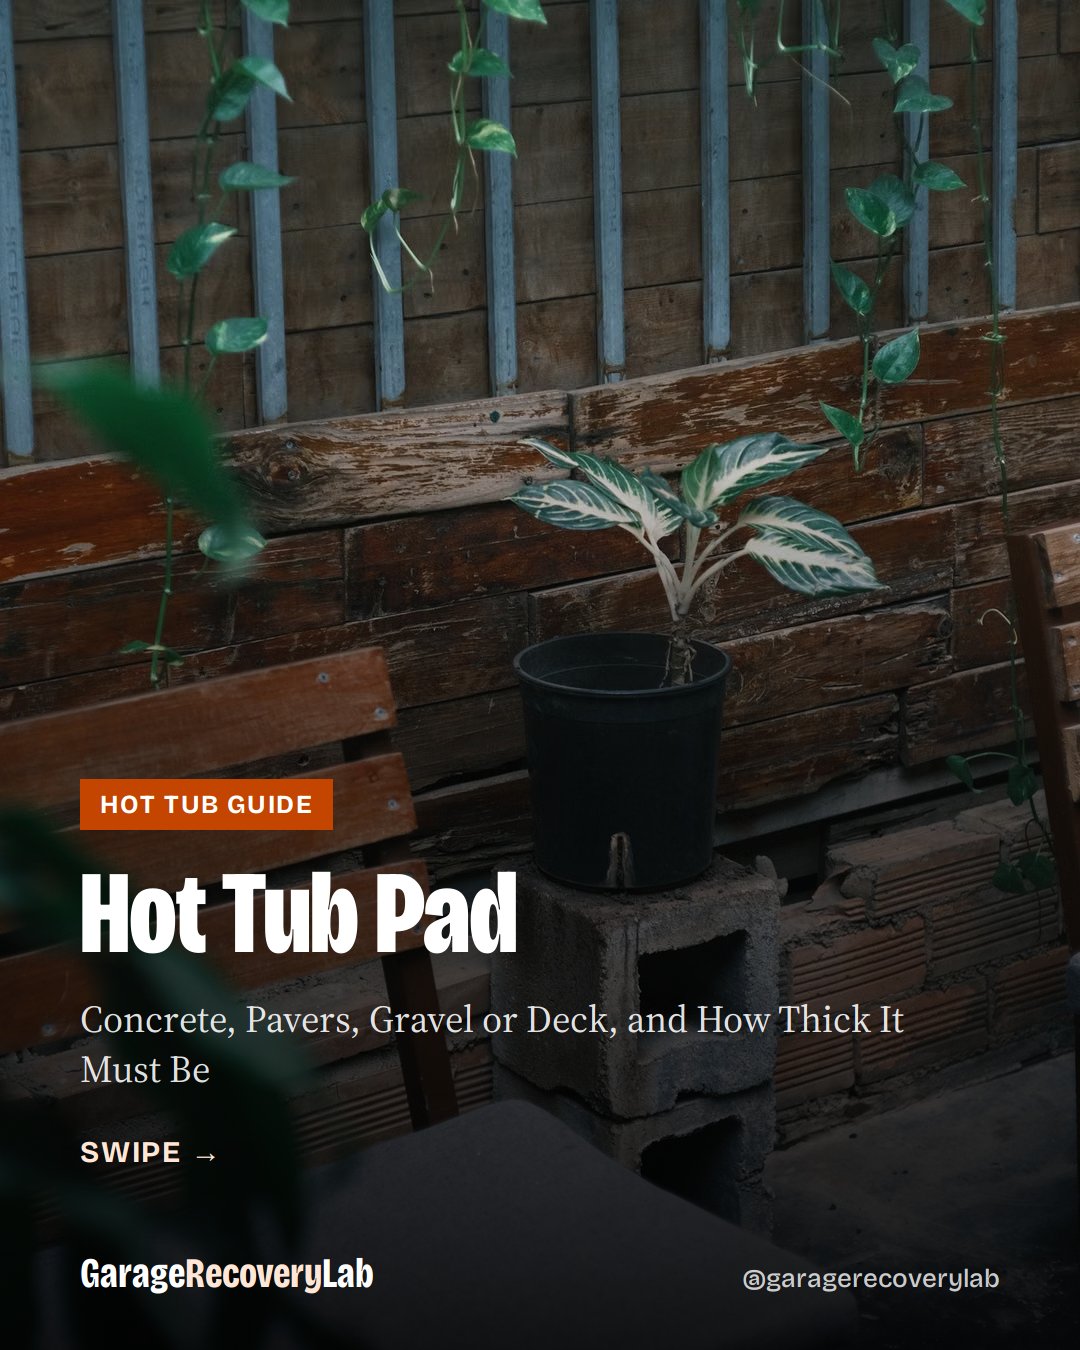 HOT TUB GUIDE
Hot Tub Pad
Concrete, Pavers, Gravel or Deck, and How Thick It
Must Be
SWIPE →
GarageRecoveryLab
@garagerecoverylab